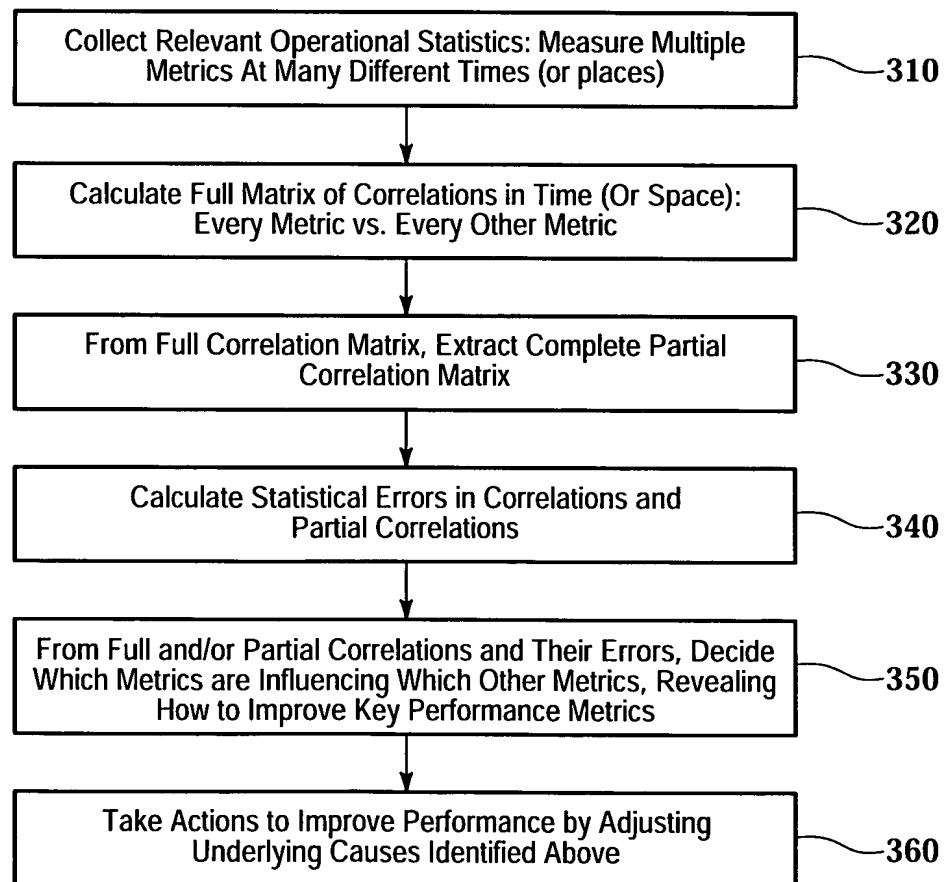 Collect Relevant Operational Statistics: Measure Multiple
Metrics At Many Different Times (or places)
310
Calculate Full Matrix of Correlations in Time (Or Space):
Every Metric vs. Every Other Metric
320
From Full Correlation Matrix, Extract Complete Partial
Correlation Matrix
330
Calculate Statistical Errors in Correlations and
Partial Correlations
340
From Full and/or Partial Correlations and Their Errors, Decide
Which Metrics are Influencing Which Other Metrics, Revealing
How to Improve Key Performance Metrics
350
Take Actions to Improve Performance by Adjusting
Underlying Causes Identified Above
360